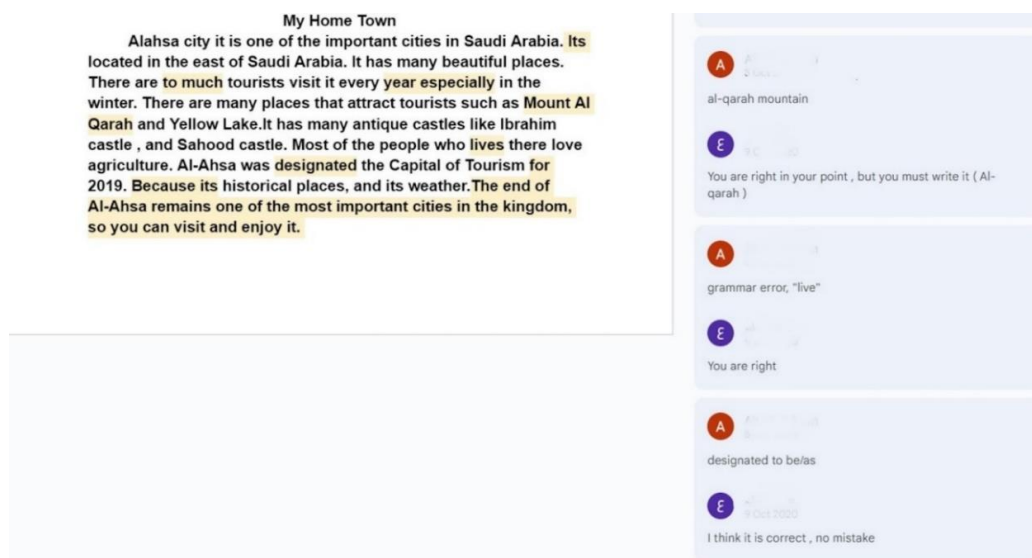 My Home Town
Alahsa city it is one of the important cities in Saudi Arabia. Its
located in the east of Saudi Arabia. It has many beautiful places.
There are to much tourists visit it every year especially in the
winter. There are many places that attract tourists such as Mount Al
Qarah and Yellow Lake.It has many antique castles like Ibrahim
castle , and Sahood castle. Most of the people who lives there love
agriculture. Al-Ahsa was designated the Capital of Tourism for
2019. Because its historical places, and its weather.The end of
Al-Ahsa remains one of the most important cities in the kingdom,
so you can visit and enjoy it.
A
al-qarah mountain
ع
You are right in your point , but you must write it ( Al-
qarah )
A
grammar error, "live"
ع
You are right
A
designated to be/as
ع
9 Oct 2020
I think it is correct , no mistake